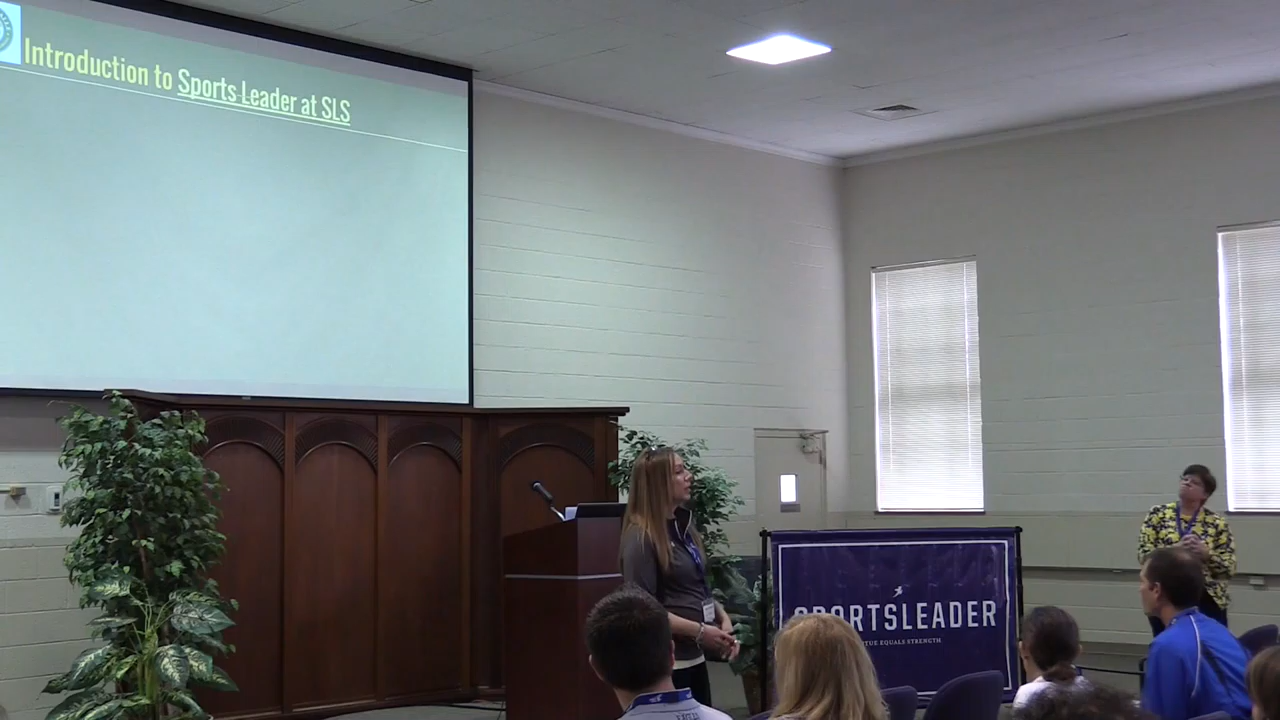 Introduction to Sports Leader at SLS
SPORTSLEADER
VIRTUE EQUALS STRENGTH